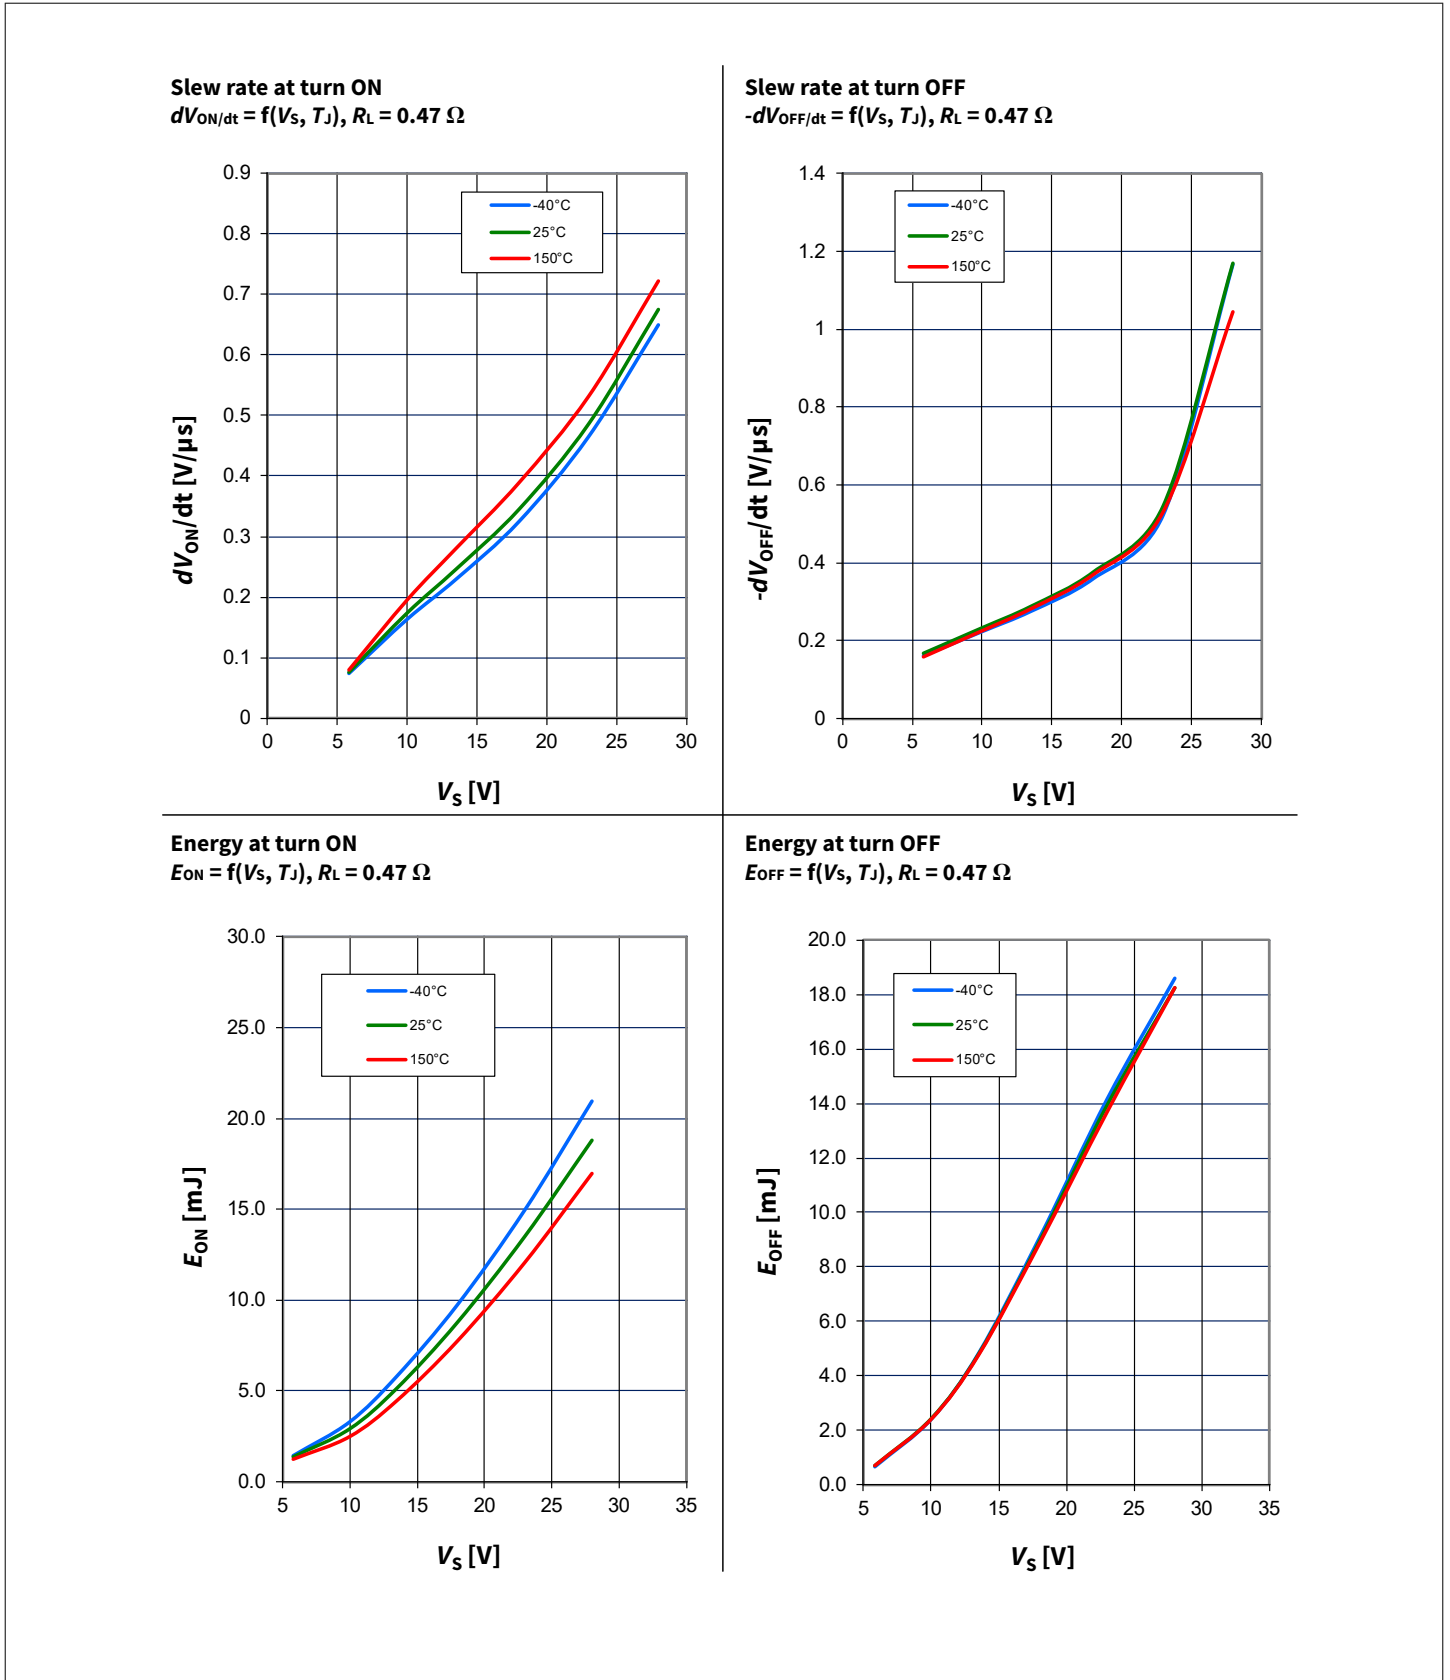 Slew rate at turn ON
dVON/dt = f(VS, TJ), RL = 0.47 Ω
0.9
0.8
0.7
0.6
0.5
0.4
0.3
0.2
0.1
0
-40°C
25°C
150°C
dVON/dt [V/µs]
0 5 10 15 20 25 30
VS [V]
Slew rate at turn OFF
-dVOFF/dt = f(VS, TJ), RL = 0.47 Ω
1.4
1.2
1
0.8
0.6
0.4
0.2
0
-40°C
25°C
150°C
-dVOFF/dt [V/µs]
0 5 10 15 20 25 30
VS [V]
Energy at turn ON
EON = f(VS, TJ), RL = 0.47 Ω
30.0
25.0
20.0
15.0
10.0
5.0
0.0
-40°C
25°C
150°C
EON [mJ]
5 10 15 20 25 30 35
VS [V]
Energy at turn OFF
EOFF = f(VS, TJ), RL = 0.47 Ω
20.0
18.0
16.0
14.0
12.0
10.0
8.0
6.0
4.0
2.0
0.0
-40°C
25°C
150°C
EOFF [mJ]
5 10 15 20 25 30 35
VS [V]